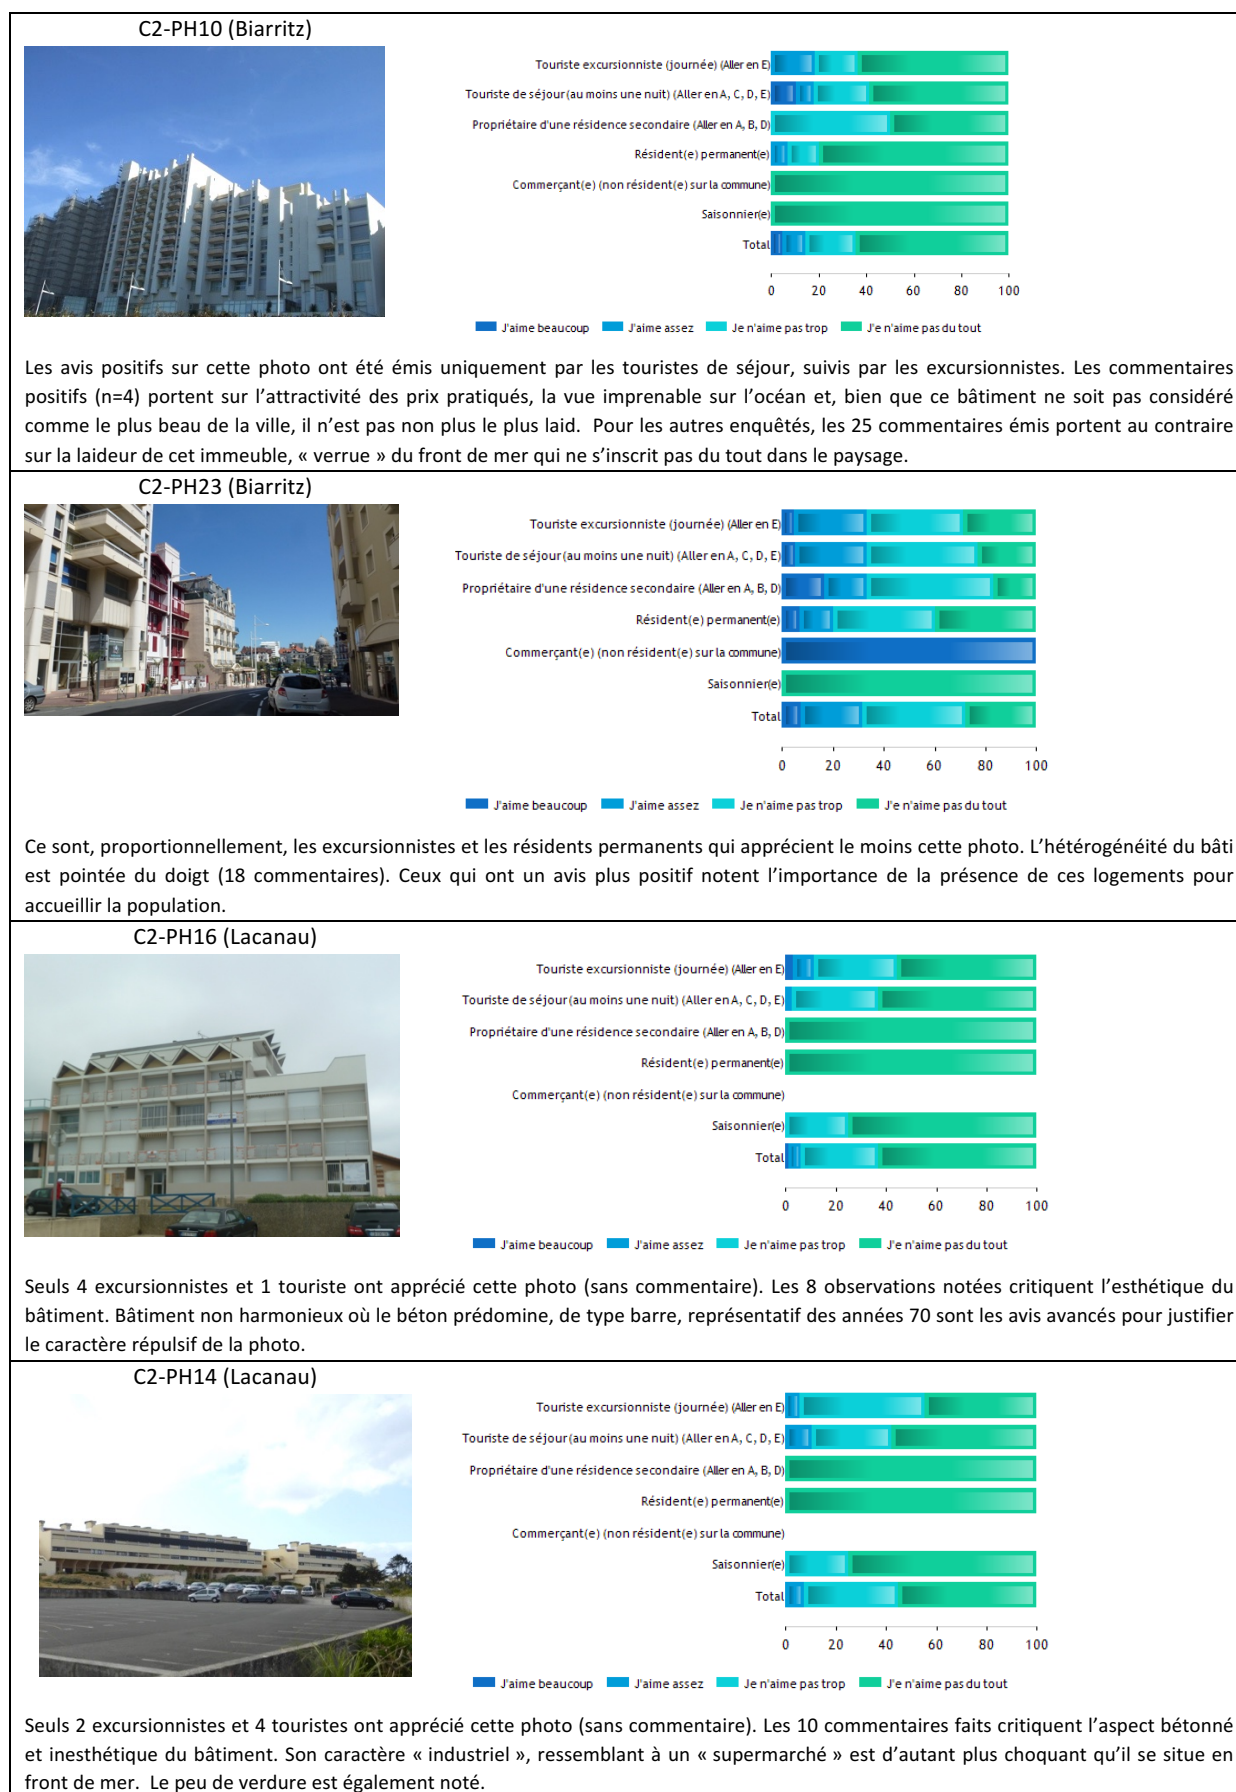 C2-PH10 (Biarritz)
Touriste excursionniste (journée) (Aller en E)
Touriste de séjour (au moins une nuit) (Aller en A, C, D, E)
Propriétaire d'une résidence secondaire (Aller en A, B, D)
Résident(e) permanent(e)
Commerçant(e) (non résident(e) sur la commune)
Saisonnier(e)
Total
0 20 40 60 80 100
J'aime beaucoup J'aime assez Je n'aime pas trop J'e n'aime pas du tout
Les avis positifs sur cette photo ont été émis uniquement par les touristes de séjour, suivis par les excursionnistes. Les commentaires
positifs (n=4) portent sur l'attractivité des prix pratiqués, la vue imprenable sur l'océan et, bien que ce bâtiment ne soit pas considéré
comme le plus beau de la ville, il n'est pas non plus le plus laid. Pour les autres enquêtés, les 25 commentaires émis portent au contraire
sur la laideur de cet immeuble, « verrue » du front de mer qui ne s'inscrit pas du tout dans le paysage.
C2-PH23 (Biarritz)
Touriste excursionniste (journée) (Aller en E)
Touriste de séjour (au moins une nuit) (Aller en A, C, D, E)
Propriétaire d'une résidence secondaire (Aller en A, B, D)
Résident(e) permanent(e)
Commerçant(e) (non résident(e) sur la commune)
Saisonnier(e)
Total
0 20 40 60 80 100
J'aime beaucoup J'aime assez Je n'aime pas trop J'e n'aime pas du tout
Ce sont, proportionnellement, les excursionnistes et les résidents permanents qui apprécient le moins cette photo. L'hétérogénéité du bâti
est pointée du doigt (18 commentaires). Ceux qui ont un avis plus positif notent l'importance de la présence de ces logements pour
accueillir la population.
C2-PH16 (Lacanau)
Touriste excursionniste (journée) (Aller en E)
Touriste de séjour (au moins une nuit) (Aller en A, C, D, E)
Propriétaire d'une résidence secondaire (Aller en A, B, D)
Résident(e) permanent(e)
Commerçant(e) (non résident(e) sur la commune)
Saisonnier(e)
Total
0 20 40 60 80 100
J'aime beaucoup J'aime assez Je n'aime pas trop J'e n'aime pas du tout
Seuls 4 excursionnistes et 1 touriste ont apprécié cette photo (sans commentaire). Les 8 observations notées critiquent l'esthétique du
bâtiment. Bâtiment non harmonieux où le béton prédomine, de type barre, représentatif des années 70 sont les avis avancés pour justifier
le caractère répulsif de la photo.
C2-PH14 (Lacanau)
Touriste excursionniste (journée) (Aller en E)
Touriste de séjour (au moins une nuit) (Aller en A, C, D, E)
Propriétaire d'une résidence secondaire (Aller en A, B, D)
Résident(e) permanent(e)
Commerçant(e) (non résident(e) sur la commune)
Saisonnier(e)
Total
0 20 40 60 80 100
J'aime beaucoup J'aime assez Je n'aime pas trop J'e n'aime pas du tout
Seuls 2 excursionnistes et 4 touristes ont apprécié cette photo (sans commentaire). Les 10 commentaires faits critiquent l'aspect bétonné
et inesthétique du bâtiment. Son caractère « industriel », ressemblant à un « supermarché » est d'autant plus choquant qu'il se situe en
front de mer. Le peu de verdure est également noté.